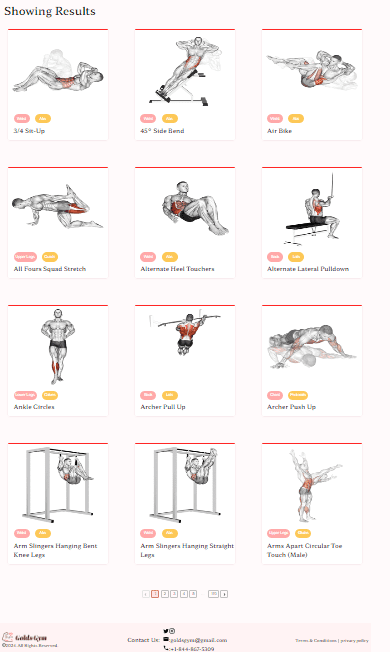 Showing Results
Waist Abs
3/4 Sit-Up
Waist Abs
45° Side Bend
Waist Abs
Air Bike
Upper Legs Quads
All Fours Squad Stretch
Waist Abs
Alternate Heel Touchers
Back Lats
Alternate Lateral Pulldown
Lower Legs Calves
Ankle Circles
Back Lats
Archer Pull Up
Chest Pectorals
Archer Push Up
Waist Abs
Arm Slingers Hanging Bent
Knee Legs
Waist Abs
Arm Slingers Hanging Straight
Legs
Upper Legs Glutes
Arms Apart Circular Toe
Touch (Male)
1 2 3 4 5
GoldsGym
©2024. All Rights Reserved.
Contact Us:
goldsgym@gmail.com
+1-844-867-5309
Terms & Conditions | privacy policy